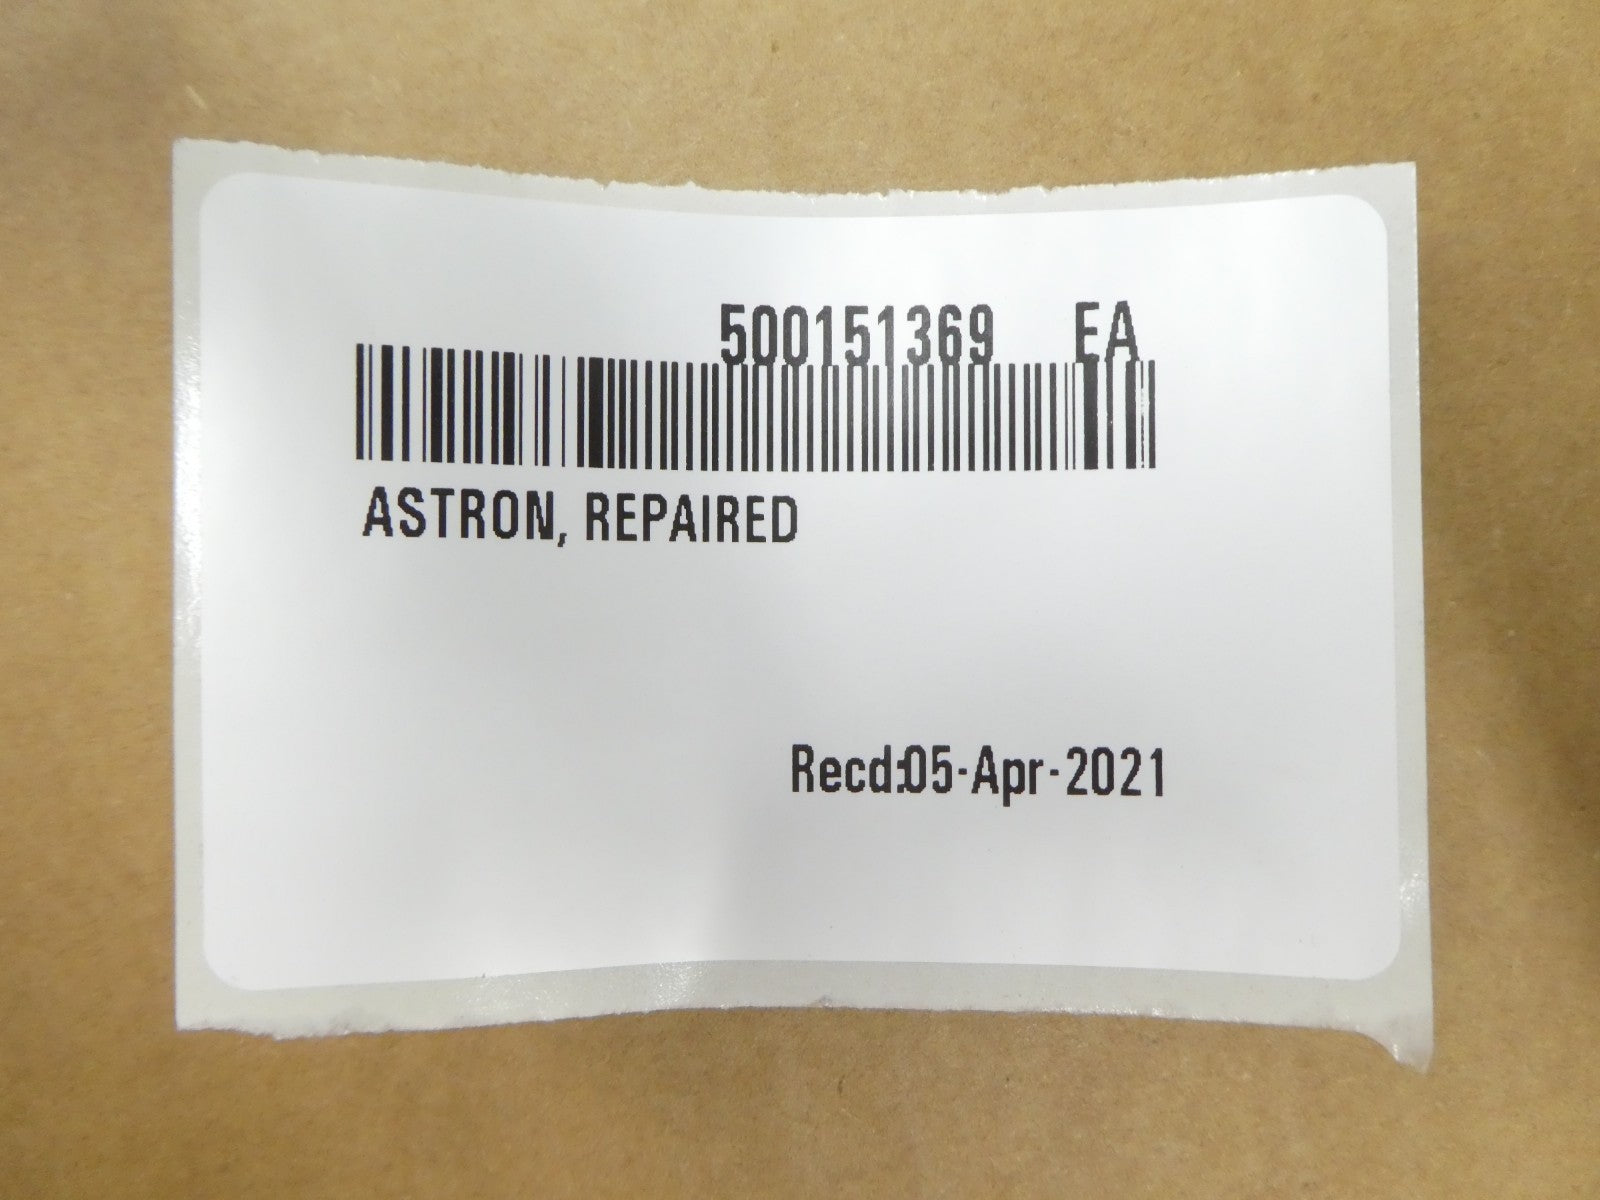 500151369 EA
ASTRON, REPAIRED
Recd:05-Apr-2021